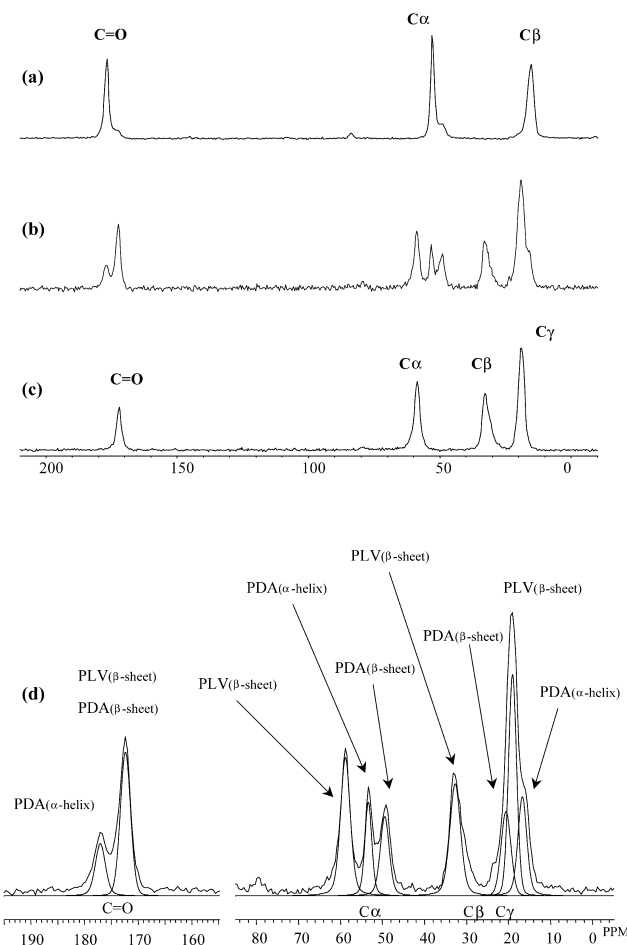 Cα
C=O Cβ
(a)
(b)
Cγ
C=O Cα Cβ
(c)
200 150 100 50 0
PLV(β-sheet)
PDA(α-helix) PLV(β-sheet)
PDA(β-sheet)
PLV(β-sheet) PDA(β-sheet)
PLV(β-sheet)
(d) PDA(α-helix)
PDA(β-sheet)
PDA(α-helix)
C=O Cα Cβ Cγ
190 180 170 160 80 70 60 50 40 30 20 10 0 PPM